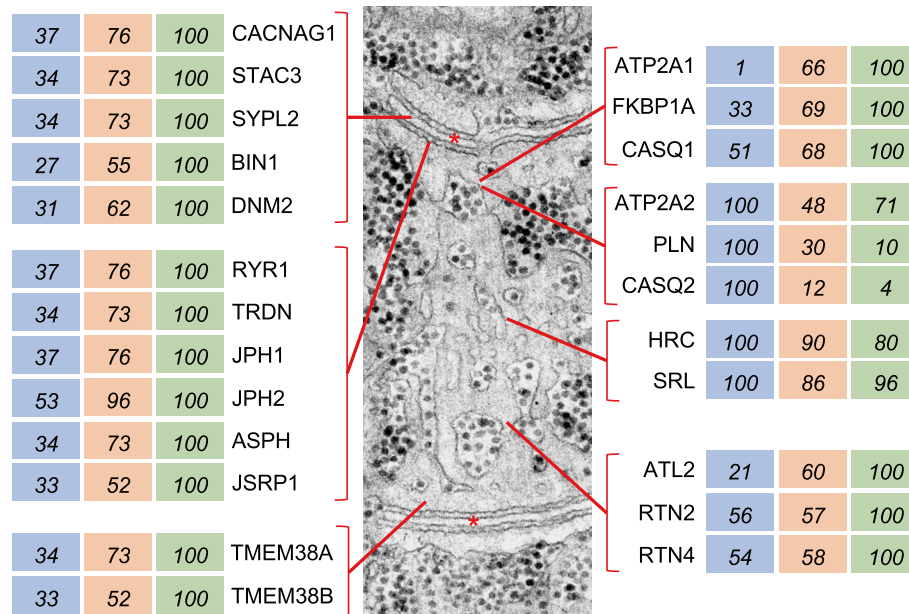 37 76 100 CACNAG1
34 73 100 STAC3
34 73 100 SYPL2
27 55 100 BIN1
31 62 100 DNM2
37 76 100 RYR1
34 73 100 TRDN
37 76 100 JPH1
53 96 100 JPH2
34 73 100 ASPH
33 52 100 JSRP1
34 73 100 TMEM38A
33 52 100 TMEM38B
*
*
ATP2A1 1 66 100
FKBP1A 33 69 100
CASQ1 51 68 100
ATP2A2 100 48 71
PLN 100 30 10
CASQ2 100 12 4
HRC 100 90 80
SRL 100 86 96
ATL2 21 60 100
RTN2 56 57 100
RTN4 54 58 100